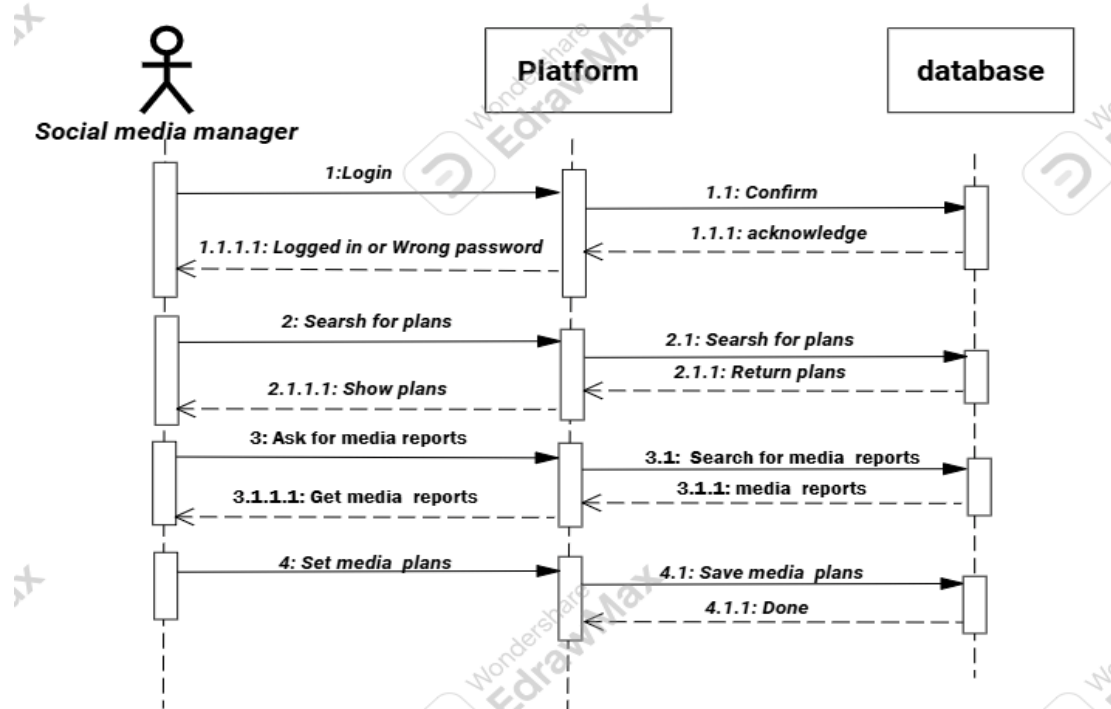 Platform
database
Social media manager
1:Login
1.1: Confirm
1.1.1: acknowledge
1.1.1.1: Logged in or Wrong password
2: Searsh for plans
2.1: Searsh for plans
2.1.1: Return plans
2.1.1.1: Show plans
3: Ask for media reports
3.1: Search for media reports
3.1.1: media reports
3.1.1.1: Get media reports
4: Set media plans
4.1: Save media plans
4.1.1: Done
Wondershare
EdrawMax
Wondershare
EdrawMax